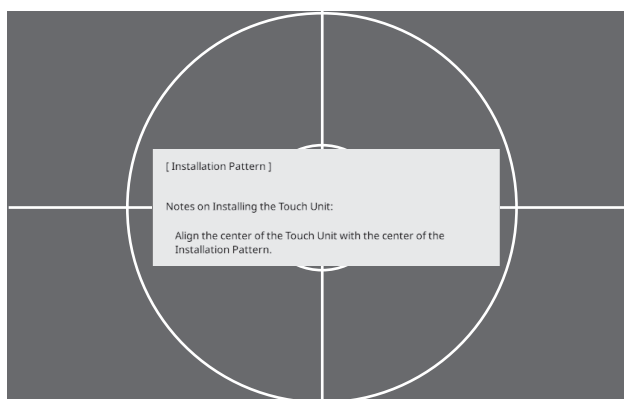 [ Installation Pattern ]
Notes on Installing the Touch Unit:
Align the center of the Touch Unit with the center of the
Installation Pattern.